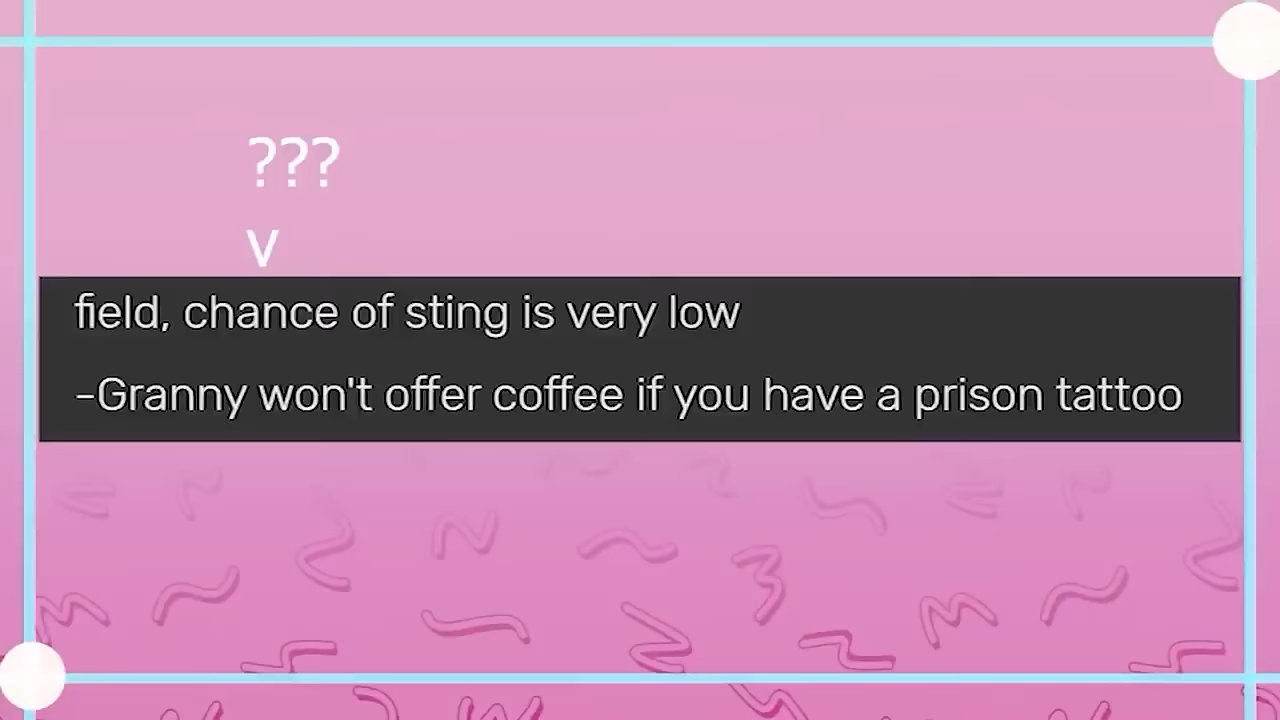 ???
v
field, chance of sting is very low
-Granny won't offer coffee if you have a prison tattoo